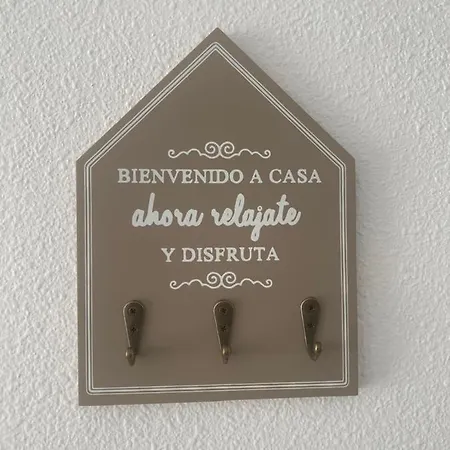 BIENVENIDO A CASA
ahora relajate
Y DISFRUTA